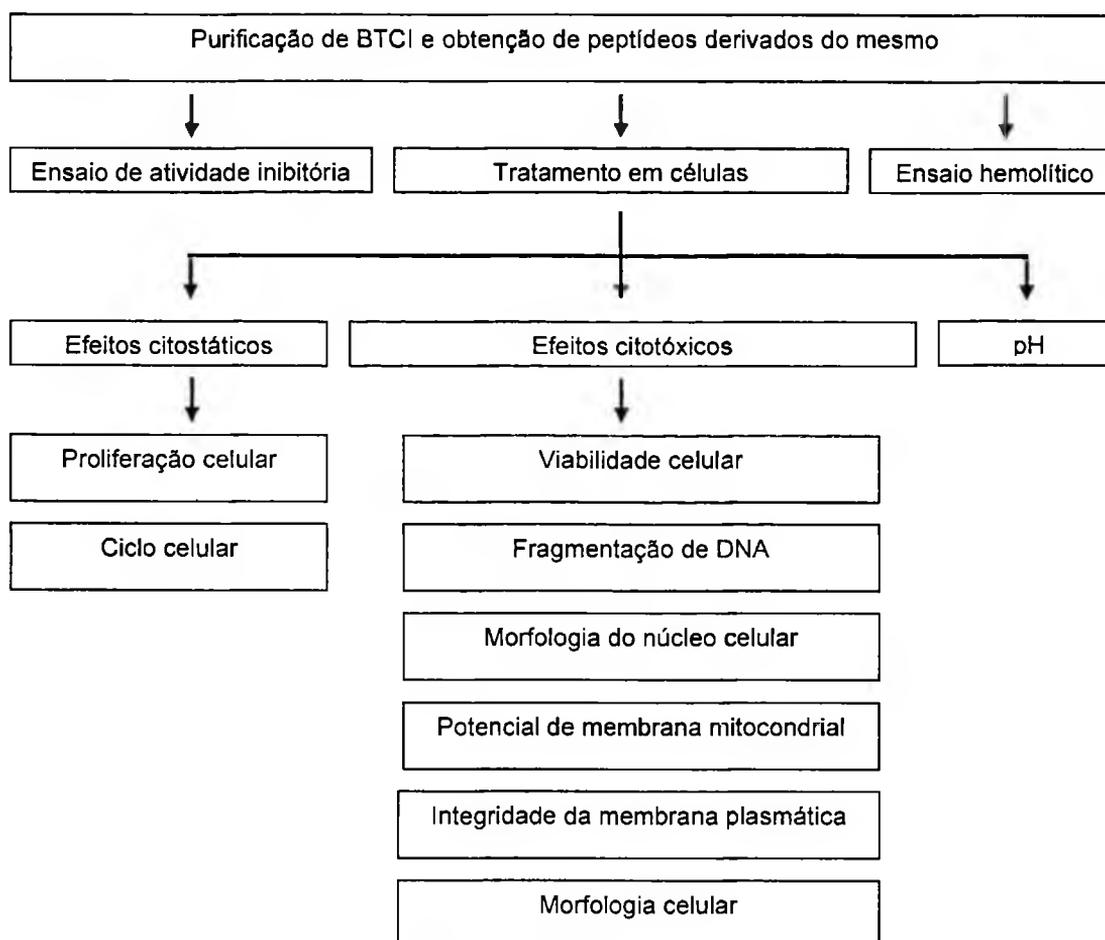 Purificação de BTCI e obtenção de peptídeos derivados do mesmo
Ensaio de atividade inibitória
Tratamento em células
Ensaio hemolítico
Efeitos citostáticos
Efeitos citotóxicos
pH
Proliferação celular
Viabilidade celular
Ciclo celular
Fragmentação de DNA
Morfologia do núcleo celular
Potencial de membrana mitocondrial
Integridade da membrana plasmática
Morfologia celular